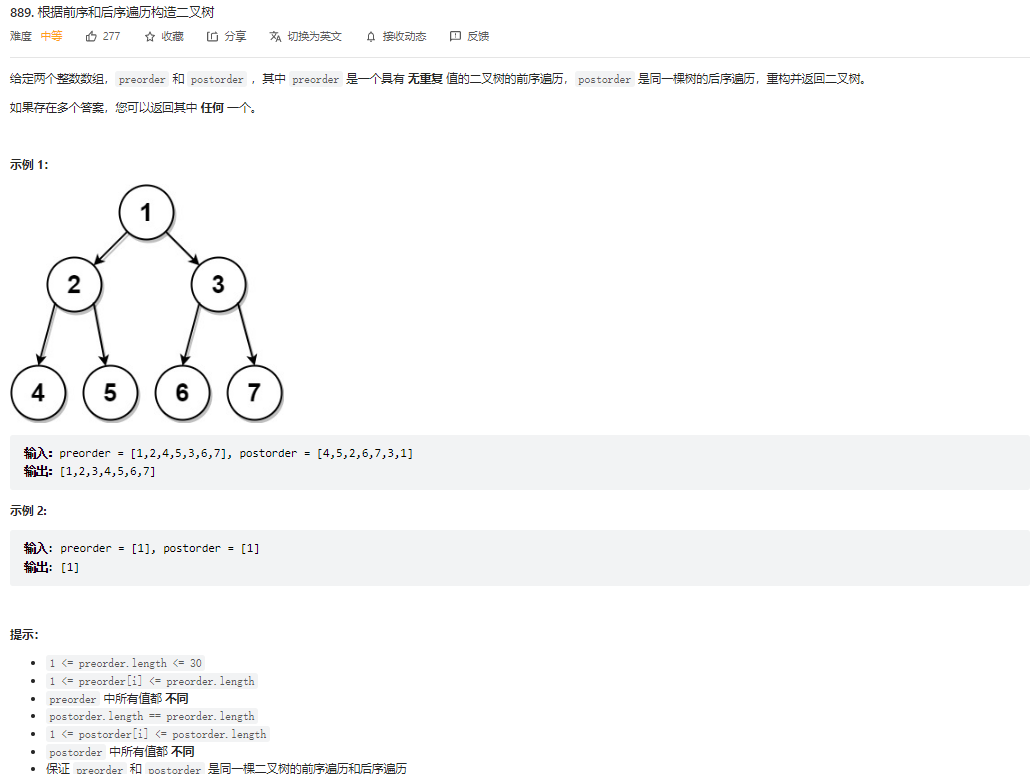 889. 根据前序和后序遍历构造二叉树
难度 中等 277 收藏 分享 切换为英文 接收动态 反馈
给定两个整数数组，preorder 和 postorder ，其中 preorder 是一个具有 无重复 值的二叉树的前序遍历，postorder 是同一棵树的后序遍历，重构并返回二叉树。
如果存在多个答案，您可以返回其中 任何 一个。
示例 1：
1
2 3
4 5 6 7
输入：preorder = [1,2,4,5,3,6,7], postorder = [4,5,2,6,7,3,1]
输出：[1,2,3,4,5,6,7]
示例 2:
输入: preorder = [1], postorder = [1]
输出: [1]
提示：
1 <= preorder.length <= 30
1 <= preorder[i] <= preorder.length
preorder 中所有值都 不同
postorder.length == preorder.length
1 <= postorder[i] <= postorder.length
postorder 中所有值都 不同
保证 preorder 和 postorder 是同一棵二叉树的前序遍历和后序遍历